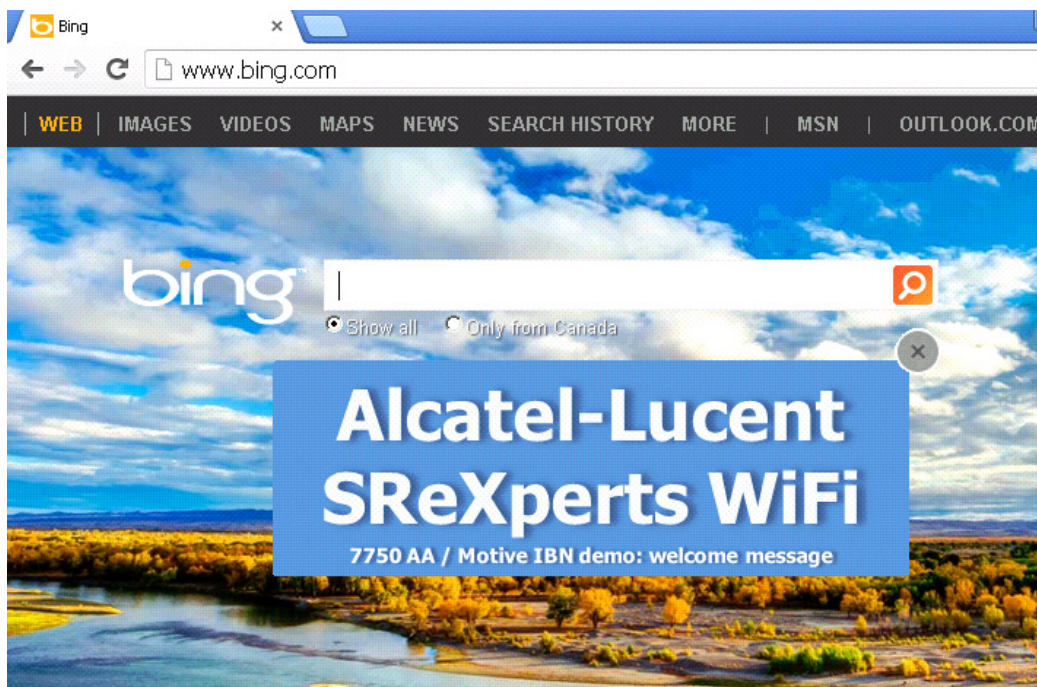 Bing
www.bing.com
WEB | IMAGES VIDEOS MAPS NEWS SEARCH HISTORY MORE | MSN | OUTLOOK.COM
bing™
Show all Only from Canada
Alcatel-Lucent
SReXperts WiFi
7750 AA / Motive IBN demo: welcome message